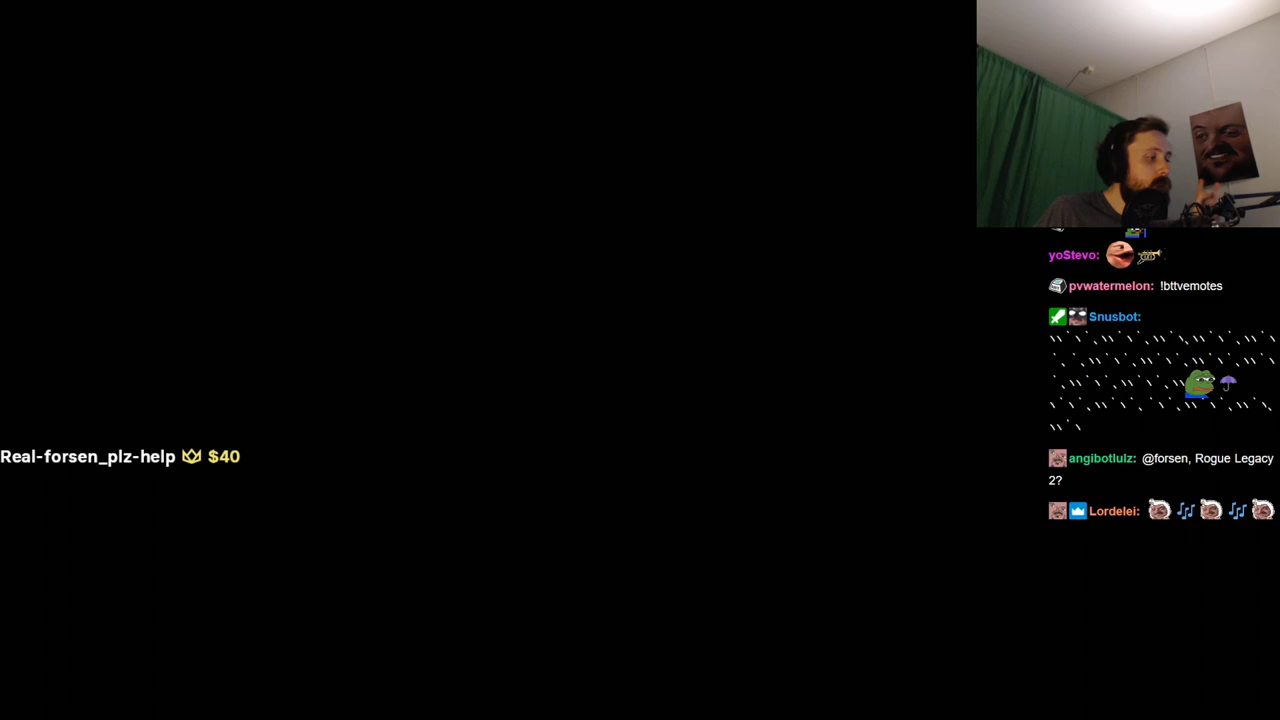 yoStevo:
pvwatermelon: !bttvemotes
Snusbot:
Real-forsen_plz-help $40
angibotlulz: @forsen, Rogue Legacy
2?
Lordelei: